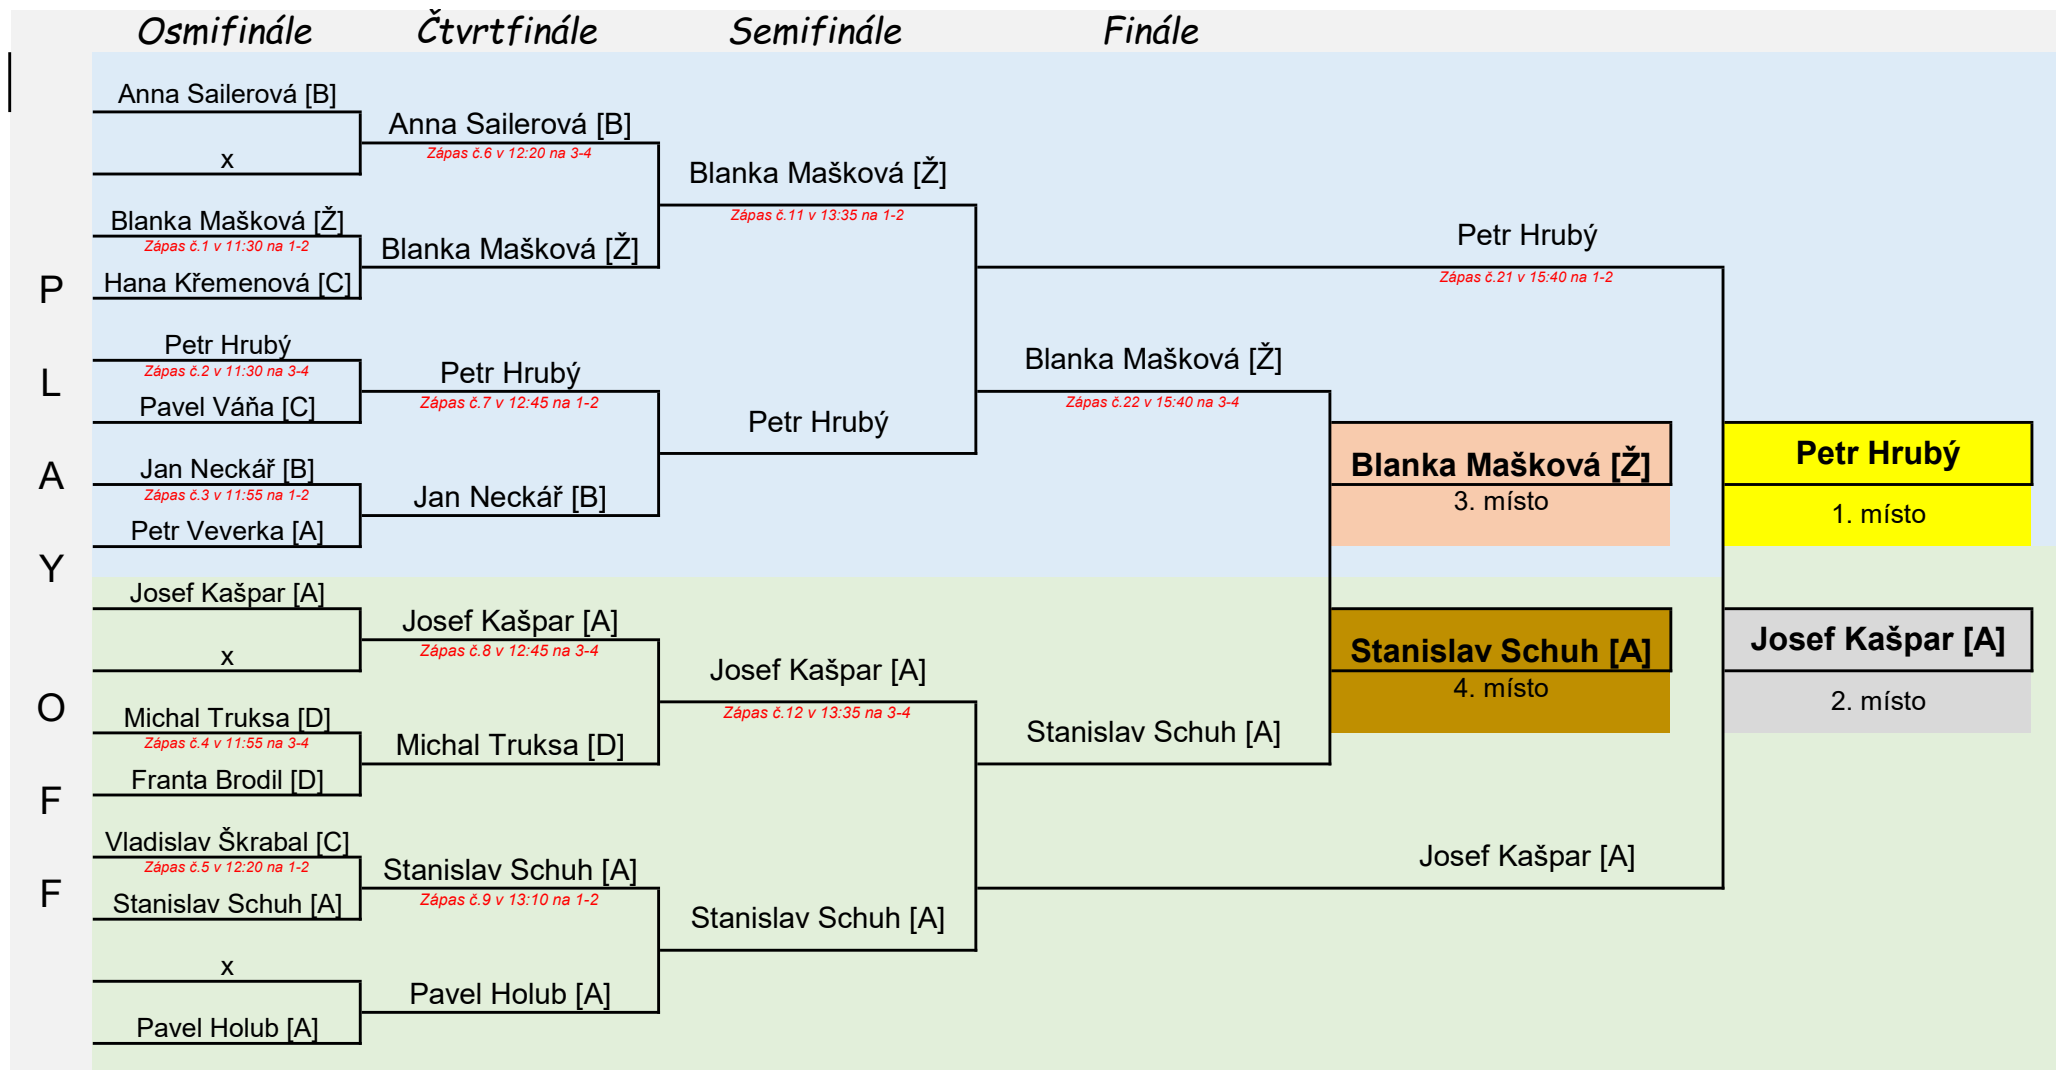 Osmifinále
Čtvrtfinále
Semifinále
Finále
PLAY OFF
Anna Sailerová [B]
x
Blanka Mašková [Ž]
Zápas č.1 v 11:30 na 1-2
Hana Křemenová [C]
Petr Hrubý
Zápas č.2 v 11:30 na 3-4
Pavel Váňa [C]
Jan Neckář [B]
Zápas č.3 v 11:55 na 1-2
Petr Veverka [A]
Josef Kašpar [A]
x
Michal Truksa [D]
Zápas č.4 v 11:55 na 3-4
Franta Brodil [D]
Vladislav Škrabal [C]
Zápas č.5 v 12:20 na 1-2
Stanislav Schuh [A]
x
Pavel Holub [A]
Anna Sailerová [B]
Zápas č.6 v 12:20 na 3-4
Blanka Mašková [Ž]
Petr Hrubý
Zápas č.7 v 12:45 na 1-2
Jan Neckář [B]
Josef Kašpar [A]
Zápas č.8 v 12:45 na 3-4
Michal Truksa [D]
Stanislav Schuh [A]
Zápas č.9 v 13:10 na 1-2
Pavel Holub [A]
Blanka Mašková [Ž]
Zápas č.11 v 13:35 na 1-2
Petr Hrubý
Josef Kašpar [A]
Zápas č.12 v 13:35 na 3-4
Stanislav Schuh [A]
Petr Hrubý
Zápas č.21 v 15:40 na 1-2
Blanka Mašková [Ž]
Zápas č.22 v 15:40 na 3-4
Stanislav Schuh [A]
Josef Kašpar [A]
Blanka Mašková [Ž]
3. místo
Stanislav Schuh [A]
4. místo
Petr Hrubý
1. místo
Josef Kašpar [A]
2. místo